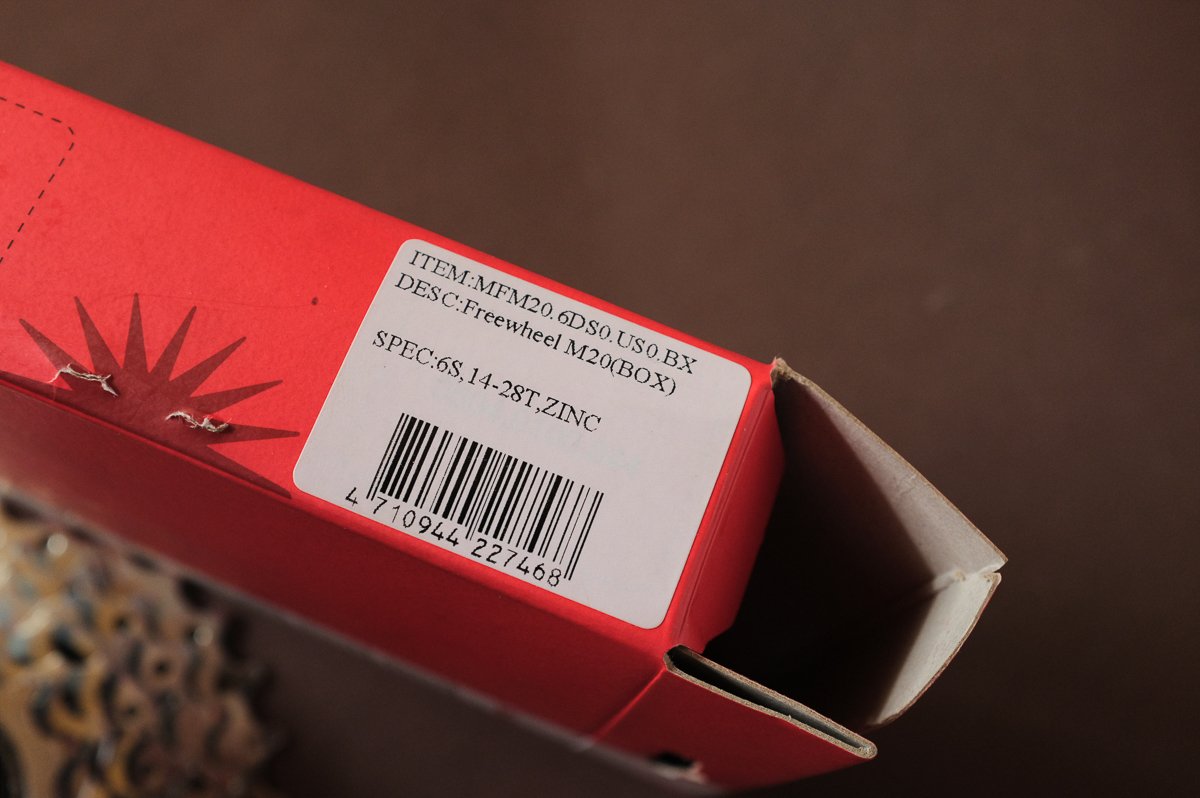 ITEM:MFM20.6DS0.US0.BX
DESC:Freewheel M20(BOX)
SPEC:6S,14-28T,ZINC
4 710944 227468